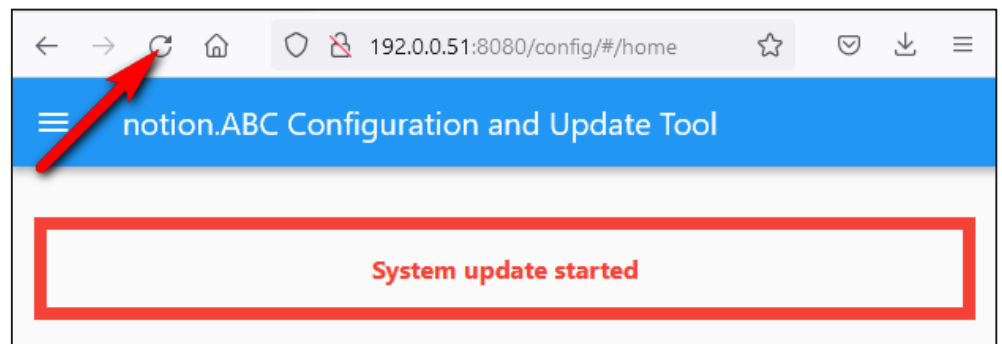 192.0.0.51:8080/config/#/home
notion.ABC Configuration and Update Tool
System update started